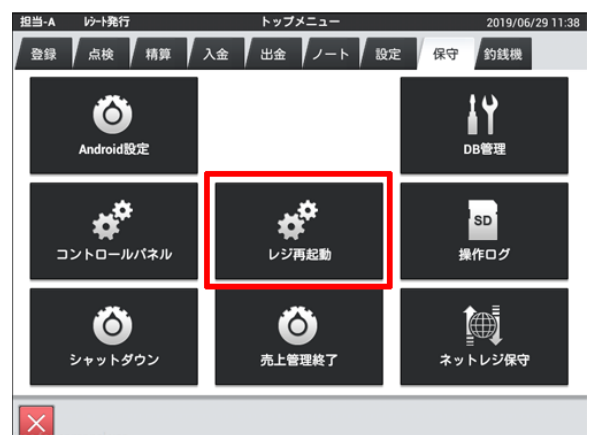 担当-A ﾚｼｰﾄ発行 トップメニュー 2019/06/29 11:38
登録 点検 精算 入金 出金 ノート 設定 保守 釣銭機
Android設定 DB管理
SD
コントロールパネル レジ再起動 操作ログ
シャットダウン 売上管理終了 ネットレジ保守